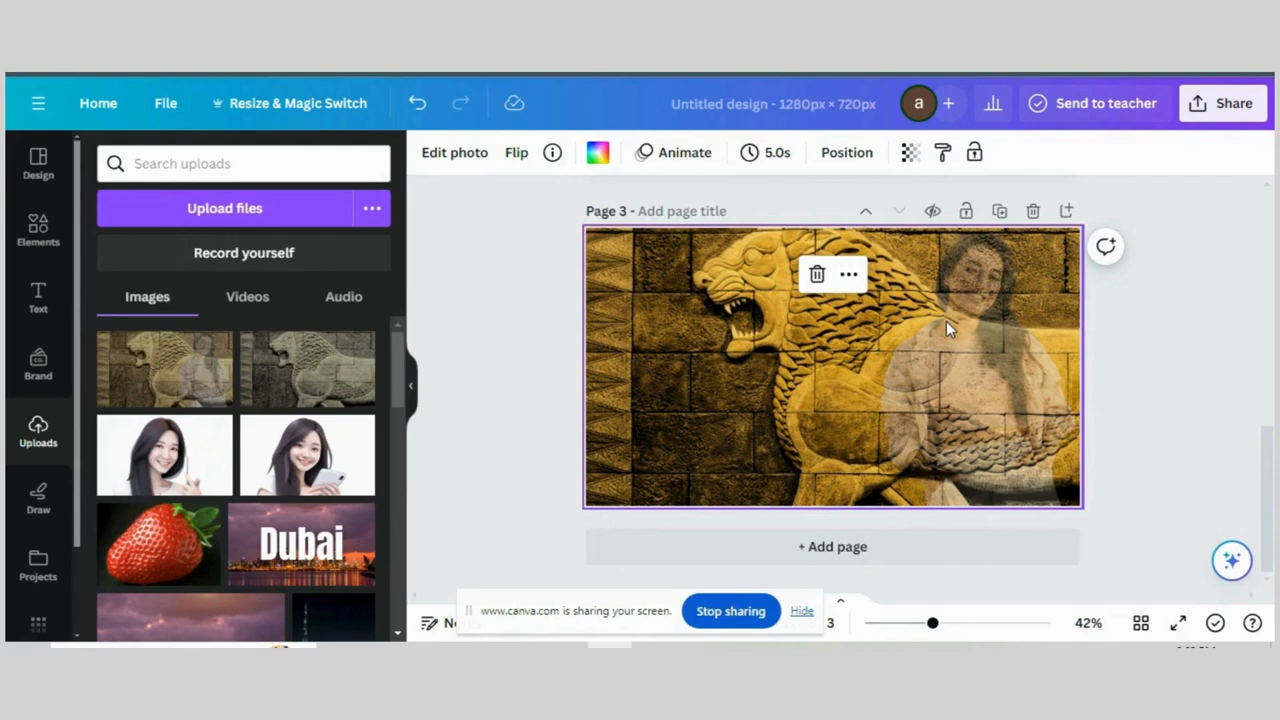 Home
File
Resize & Magic Switch
Untitled design - 1280px × 720px
a
+
Send to teacher
Share
Design
Elements
Text
Brand
Uploads
Draw
Projects
Search uploads
Upload files
Record yourself
Images
Videos
Audio
Dubai
Edit photo
Flip
Animate
5.0s
Position
Page 3 - Add page title
+ Add page
www.canva.com is sharing your screen.
Stop sharing
Hide
3
42%